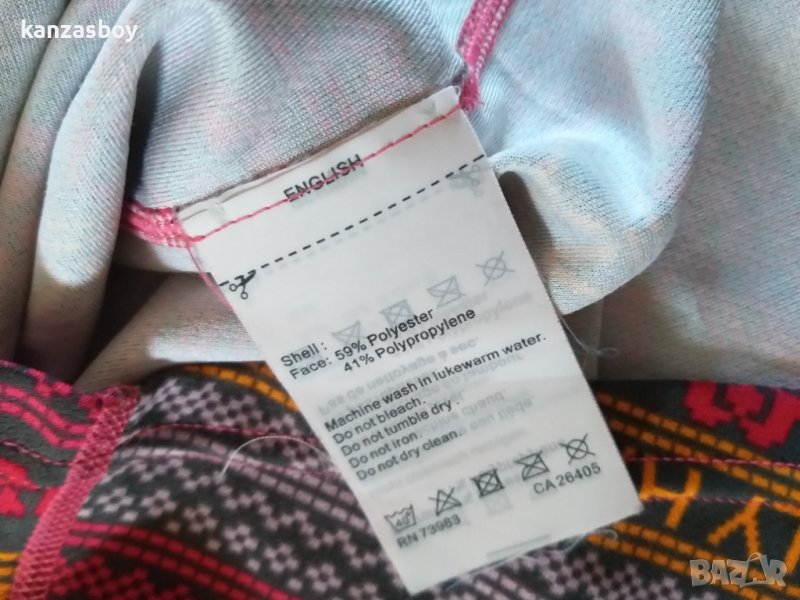 kanzasboy
ENGLISH
Shell :
Face: 59% Polyester
41% Polypropylene
Machine wash in lukewarm water.
Do not bleach.
Do not tumble dry .
Do not iron.
Do not dry clean.
40
RN 73983 CA 26405
BAZAR